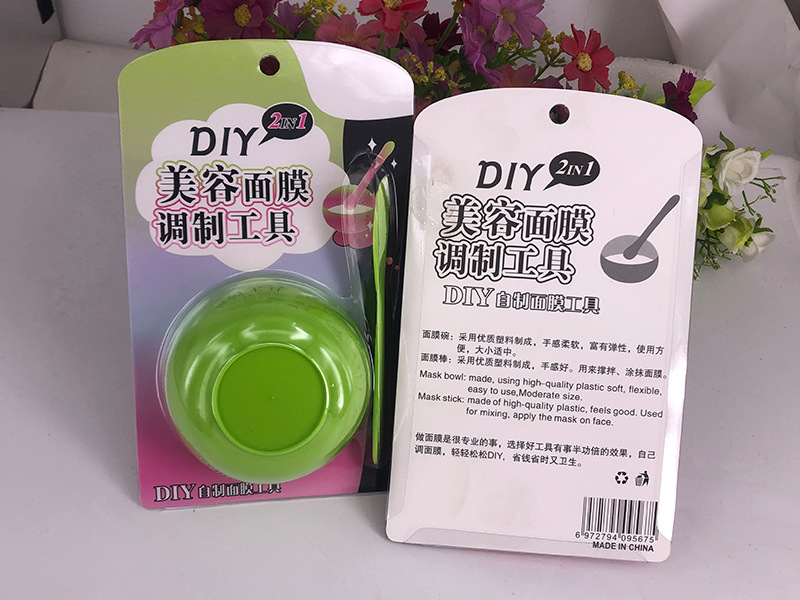 DIY 2IN1
美容面膜
调制工具
DIY自制面膜工具
DIY 2IN1
美容面膜
调制工具
DIY自制面膜工具
面膜碗：采用优质塑料制成，手感柔软，富有弹性，使用方
便，大小适中。
面膜棒：采用优质塑料制成，手感好。用来撑拌、涂抹面膜。
Mask bowl: made, using high-quality plastic soft, flexible,
easy to use,Moderate size.
Mask stick: made of high-quality plastic, feels good. Used
for mixing, apply the mask on face.
做面膜是很专业的事，选择好工具有事半功倍的效果，自己
调面膜，轻轻松松DIY，省钱省时又卫生。
6 972794 095675
MADE IN CHINA